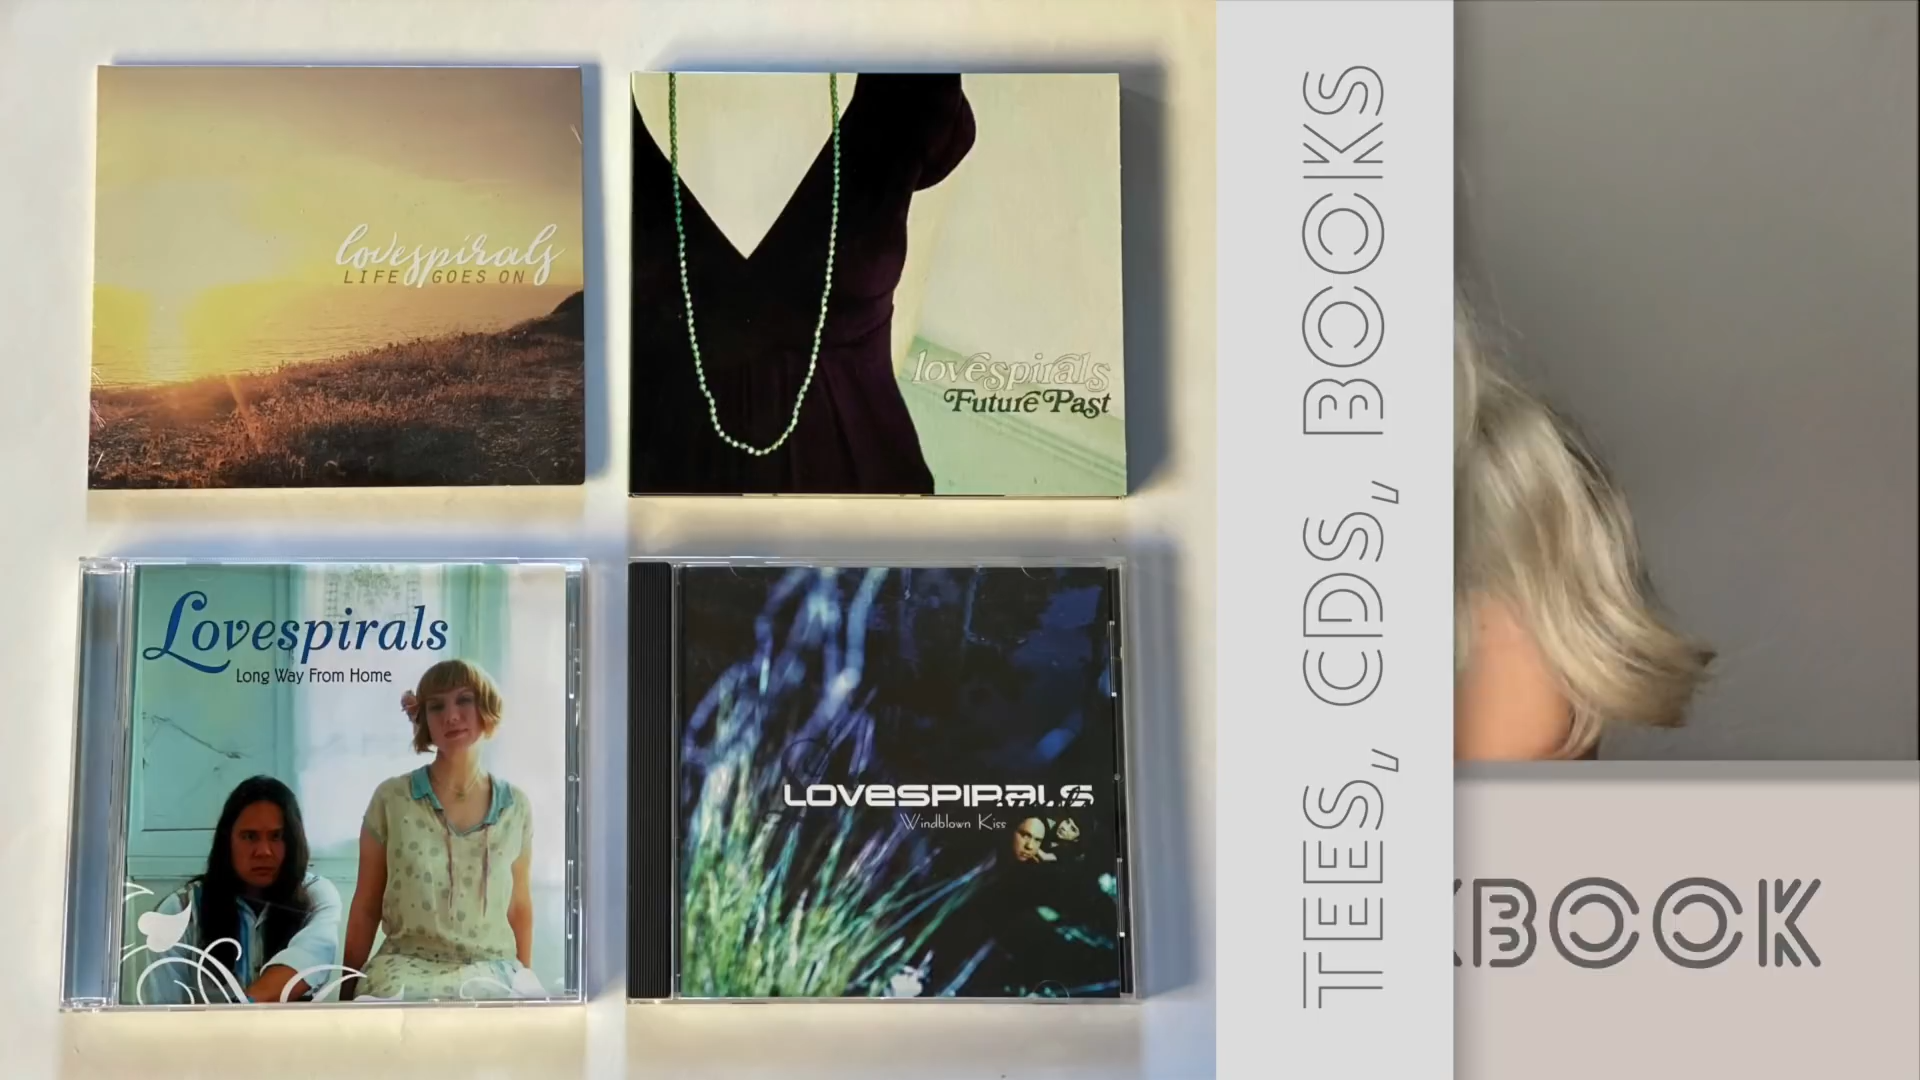 lovespirals
LIFE GOES ON
lovespirals
Future Past
Lovespirals
Long Way From Home
LOVESPIRALS
Windblown Kiss
TEES, CDS, BOOKS
BOOK